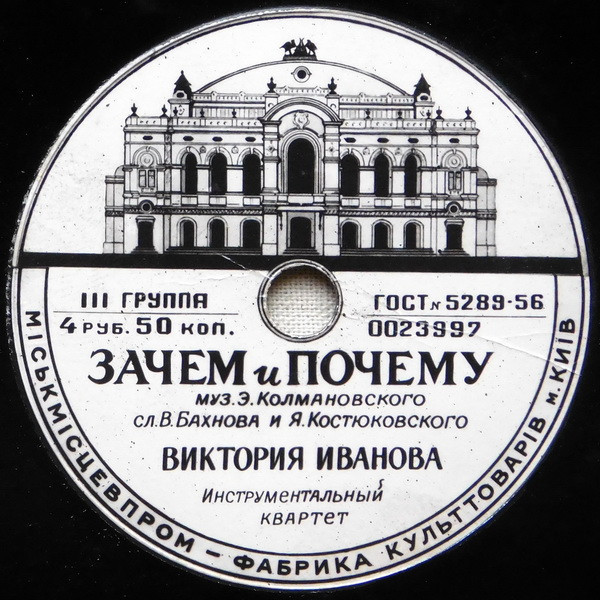 III ГРУППА
4 РУБ. 50 КОП.
ГОСТ № 5289-56
0023997
ЗАЧЕМ и ПОЧЕМУ
МУЗ. Э. КОЛМАНОВСКОГО
СЛ. В. БАХНОВА И Я. КОСТЮКОВСКОГО
ВИКТОРИЯ ИВАНОВА
ИНСТРУМЕНТАЛЬНЫЙ
КВАРТЕТ
МІСЬКМІСЦЕВПРОМ – ФАБРИКА КУЛЬТТОВАРІВ м. КИЇВ